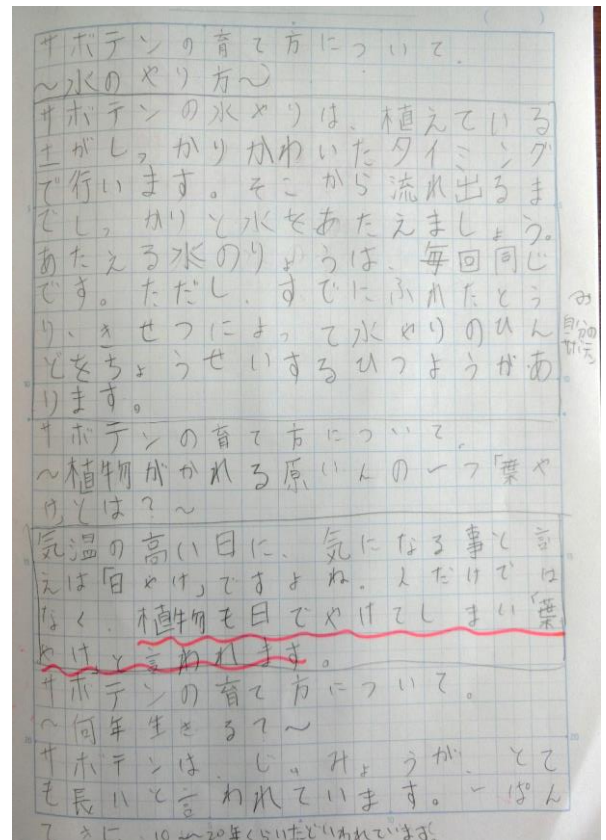 サボテンの育て方について.
~水のやり方~
サボテンの水やりは、植えている
土がしっかりかわいたタイミング
で行います。そこから流れ出るま
でしっかりと水をあたえましょう。
あたえる水のりょうは、毎回同じ
です。ただし、すでにふれたとう
り、きせつによって水やりのひん
どをちょうせいするひつようがあ
ります。
サボテンの育て方について.
~植物がかれる原いんの一つ「葉や
け」とは?~
気温の高い日に、気になる事と言
えば「日やけ」ですよね.人だけでは
なく、植物も日でやけてしまい「葉
やけ」と言われます。
サボテンの育て方について。
~何年生きる?~
サボテンは、じゅみょうが、とて
も長いと言われています。一ぱん
てきに、10~20年くらいだといわれています